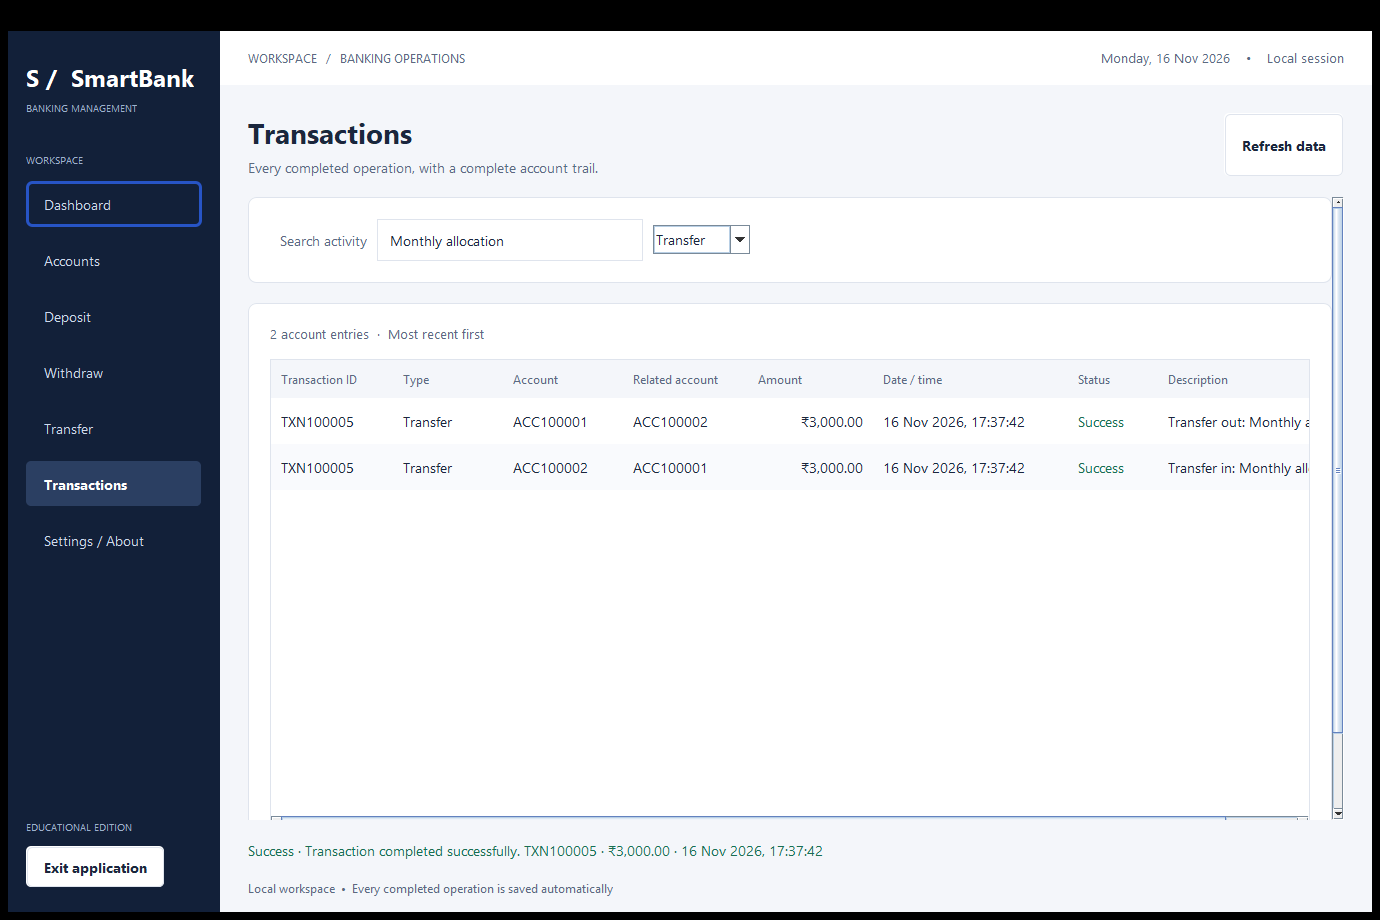 S / SmartBank
BANKING MANAGEMENT
WORKSPACE
Dashboard
Accounts
Deposit
Withdraw
Transfer
Transactions
Settings / About
EDUCATIONAL EDITION
Exit application
WORKSPACE / BANKING OPERATIONS
Monday, 16 Nov 2026 • Local session
Transactions
Every completed operation, with a complete account trail.
Refresh data
Search activity Monthly allocation Transfer
2 account entries · Most recent first
Transaction ID Type Account Related account Amount Date / time Status Description
TXN100005 Transfer ACC100001 ACC100002 ₹3,000.00 16 Nov 2026, 17:37:42 Success Transfer out: Monthly a
TXN100005 Transfer ACC100002 ACC100001 ₹3,000.00 16 Nov 2026, 17:37:42 Success Transfer in: Monthly all
Success · Transaction completed successfully. TXN100005 · ₹3,000.00 · 16 Nov 2026, 17:37:42
Local workspace • Every completed operation is saved automatically